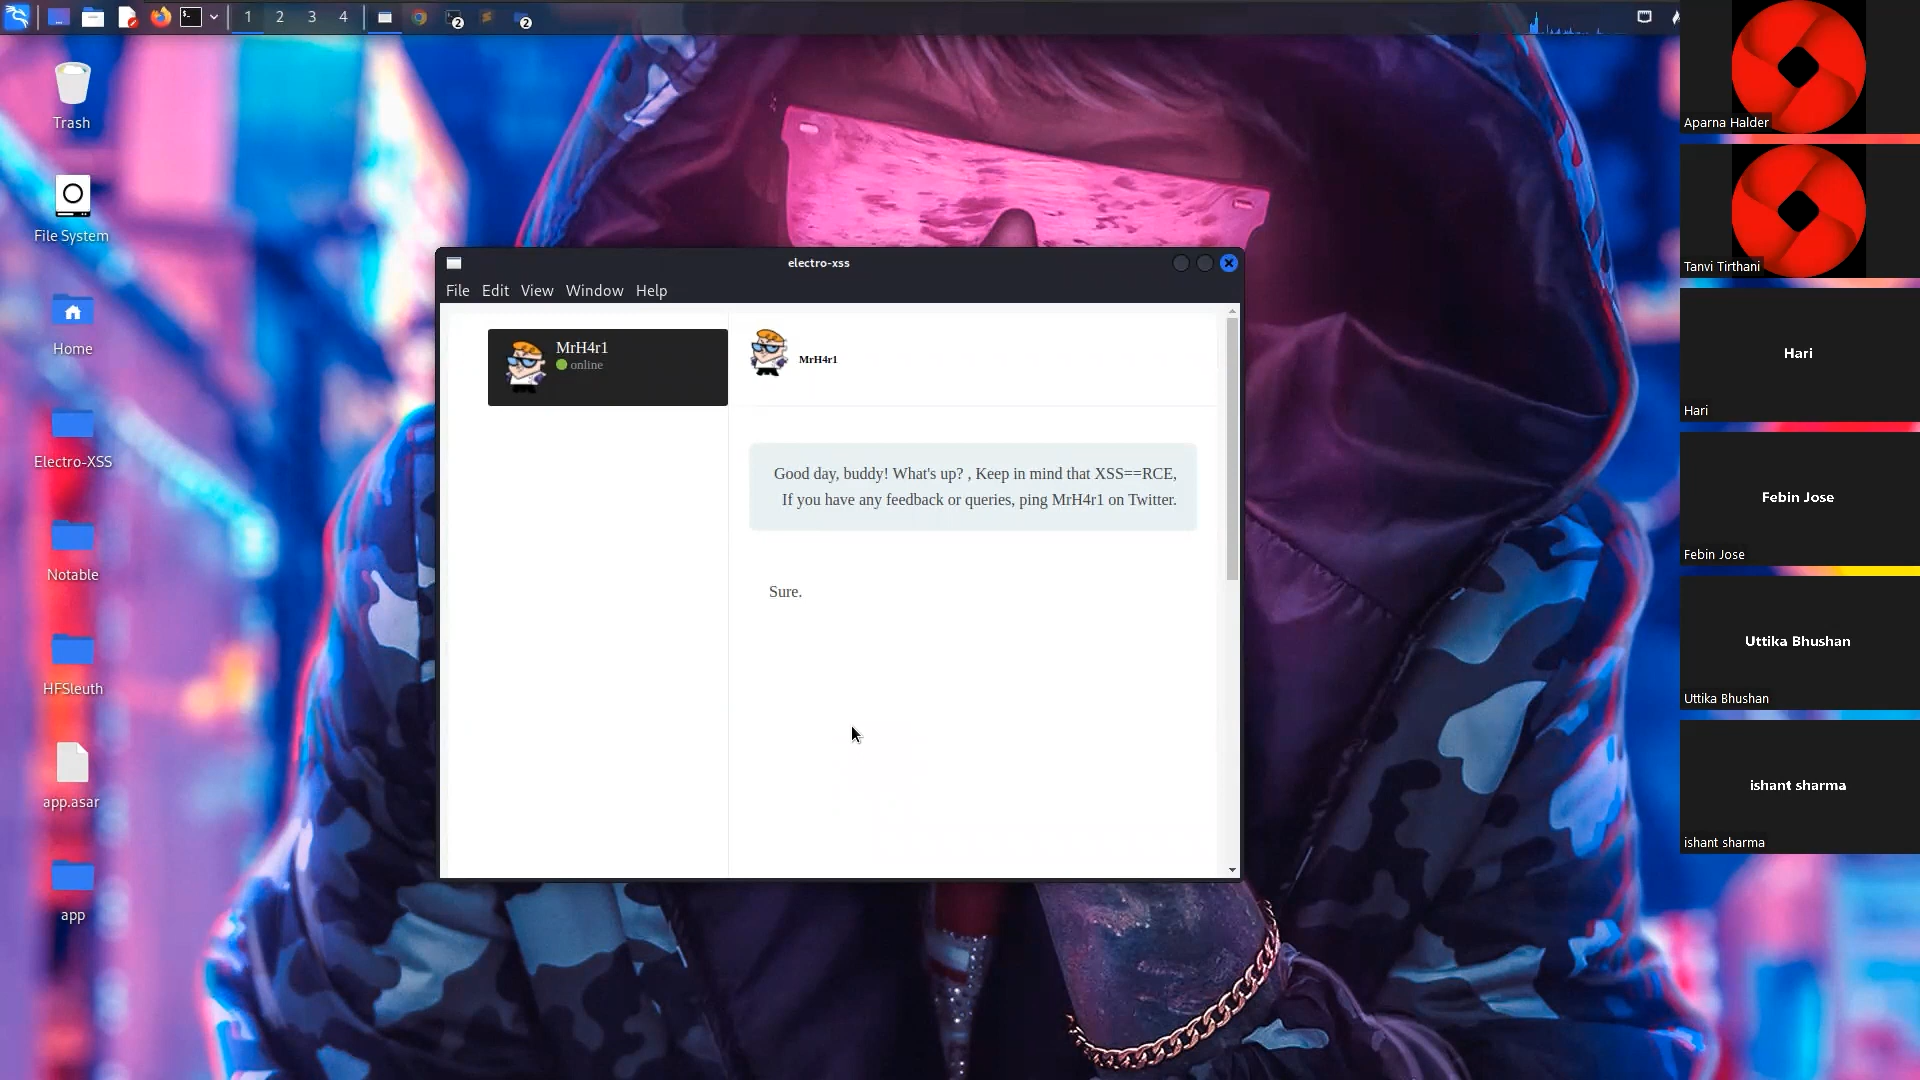 1 2 3 4
2
2
Trash
File System
Home
Electro-XSS
Notable
HFSleuth
app.asar
app
electro-xss
File Edit View Window Help
MrH4r1
online
MrH4r1
Good day, buddy! What's up? , Keep in mind that XSS==RCE,
If you have any feedback or queries, ping MrH4r1 on Twitter.
Sure.
Aparna Halder
Tanvi Tirthani
Hari
Hari
Febin Jose
Febin Jose
Uttika Bhushan
Uttika Bhushan
ishant sharma
ishant sharma